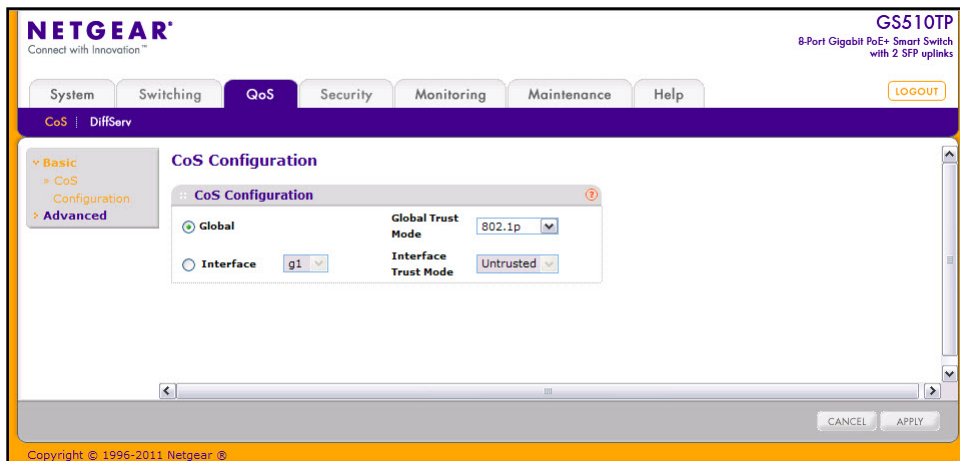 NETGEAR®
Connect with Innovation™
GS510TP
8-Port Gigabit PoE+ Smart Switch
with 2 SFP uplinks
System Switching QoS Security Monitoring Maintenance Help LOGOUT
CoS | DiffServ
Basic
CoS
Configuration
Advanced
CoS Configuration
CoS Configuration ?
Global Global Trust
Mode 802.1p
Interface g1 Interface
Trust Mode Untrusted
CANCEL APPLY
Copyright © 1996-2011 Netgear ®